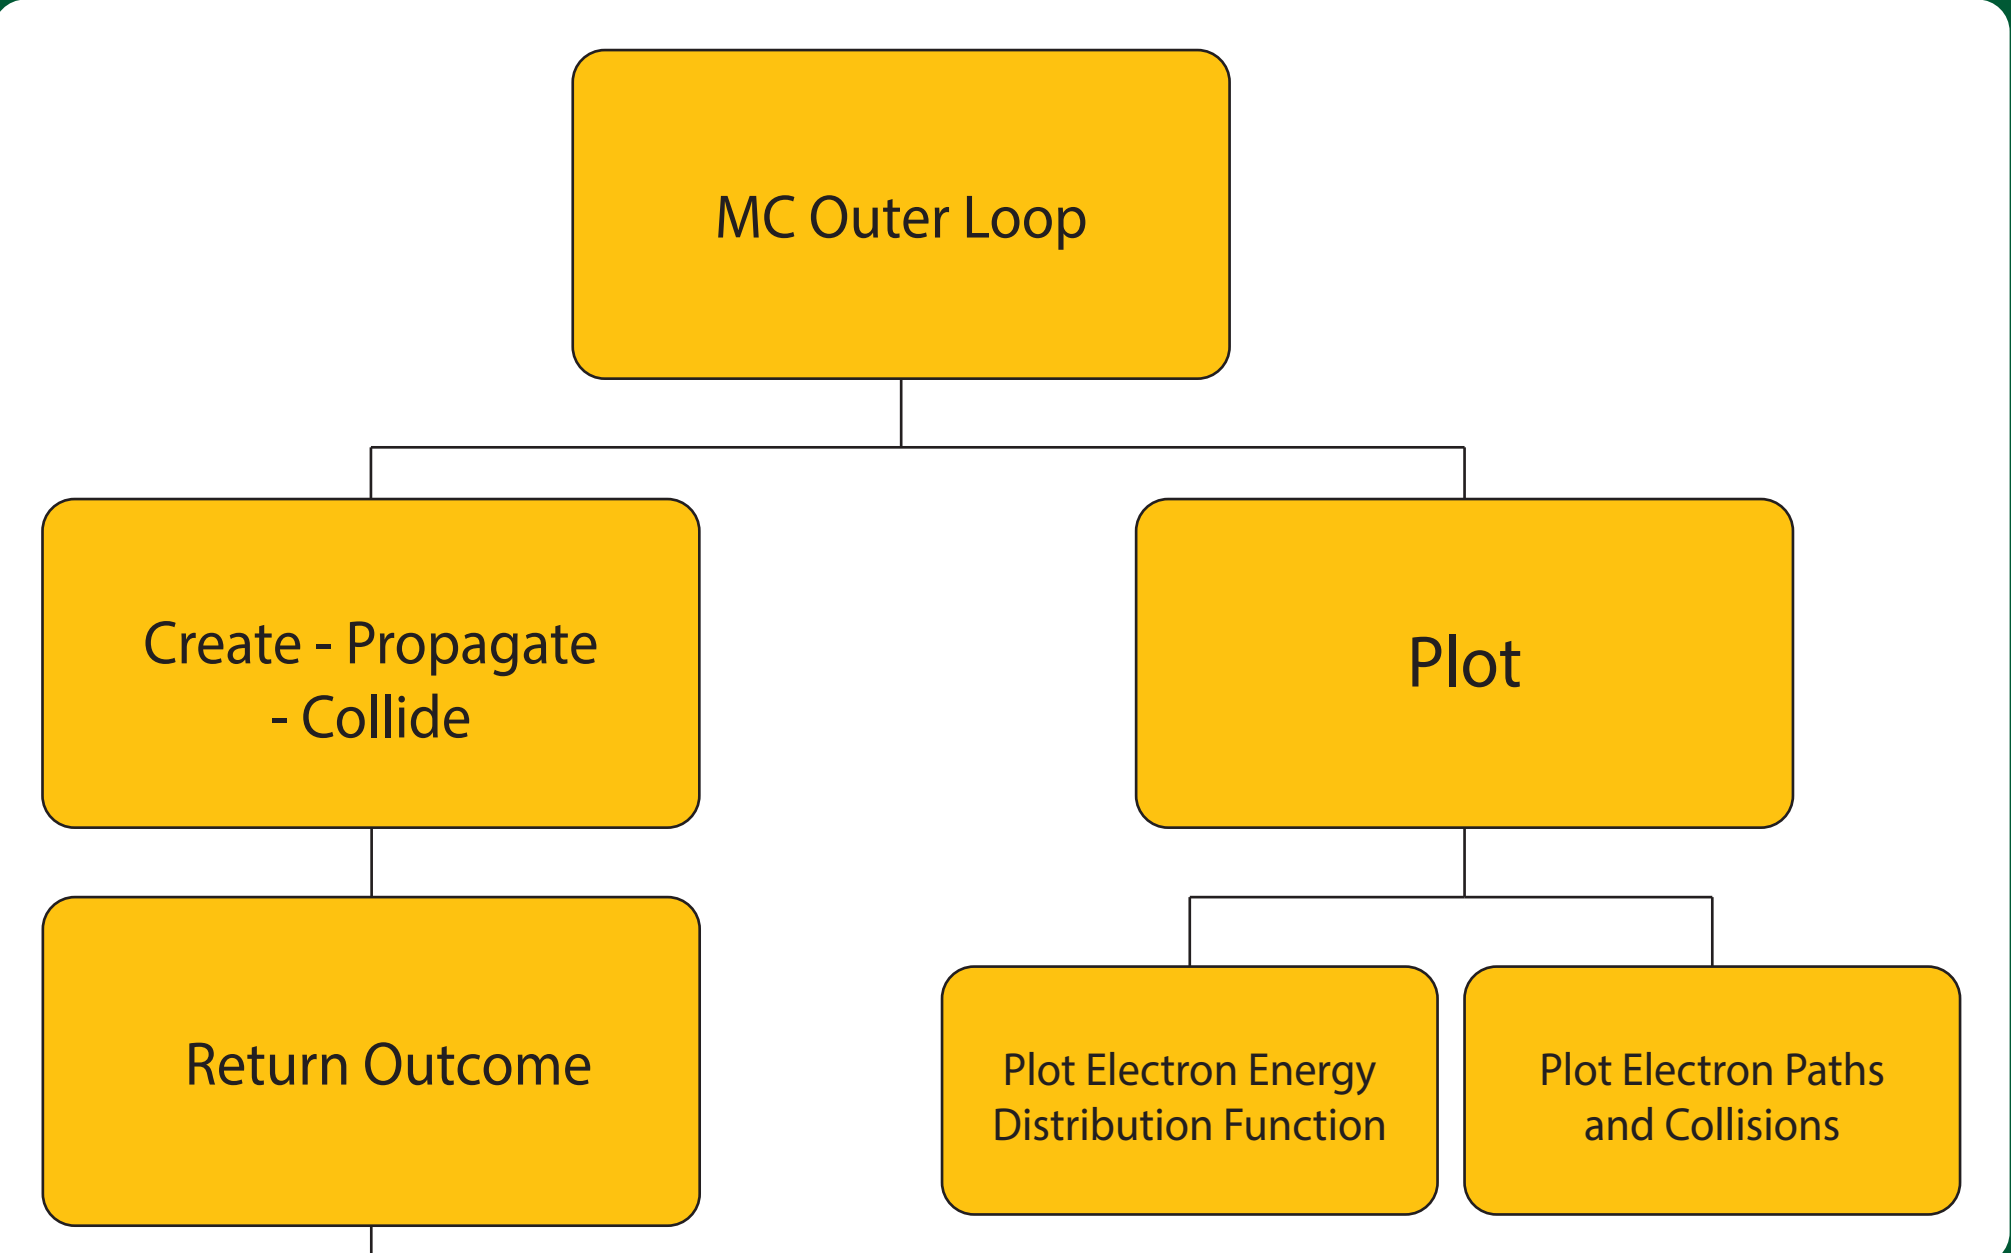 MC Outer Loop
Create - Propagate
- Collide
Plot
Return Outcome
Plot Electron Energy
Distribution Function
Plot Electron Paths
and Collisions